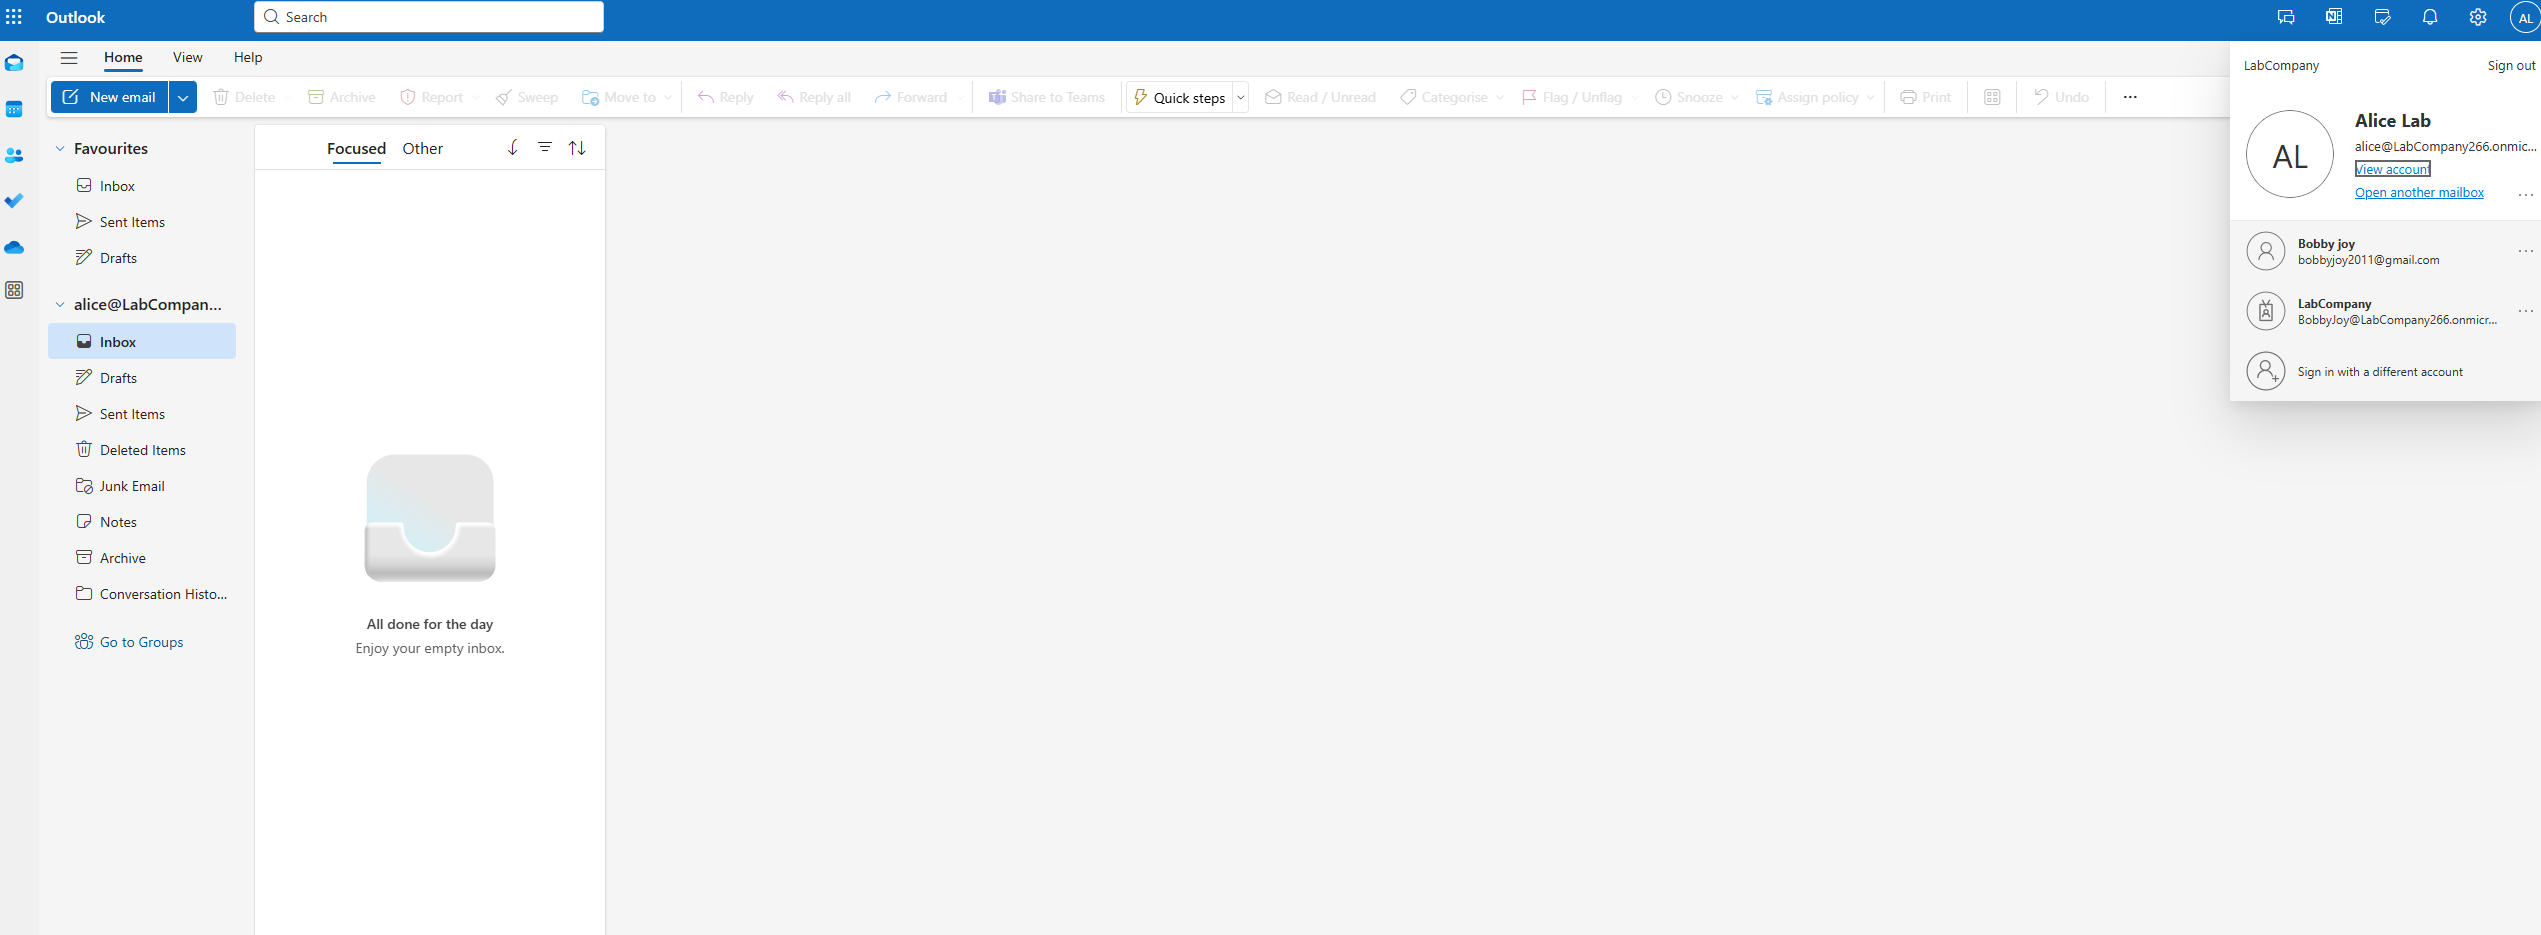 Outlook
Search
AL
Home View Help
New email Delete Archive Report Sweep Move to Reply Reply all Forward Share to Teams Quick steps Read / Unread Categorise Flag / Unflag Snooze Assign policy Print Undo ...
Favourites
Inbox
Sent Items
Drafts
alice@LabCompan...
Inbox
Drafts
Sent Items
Deleted Items
Junk Email
Notes
Archive
Conversation Histo...
Go to Groups
Focused Other
All done for the day
Enjoy your empty inbox.
LabCompany Sign out
AL
Alice Lab
alice@LabCompany266.onmic...
View account
Open another mailbox ...
Bobby joy
bobbyjoy2011@gmail.com
...
LabCompany
BobbyJoy@LabCompany266.onmicr...
...
Sign in with a different account